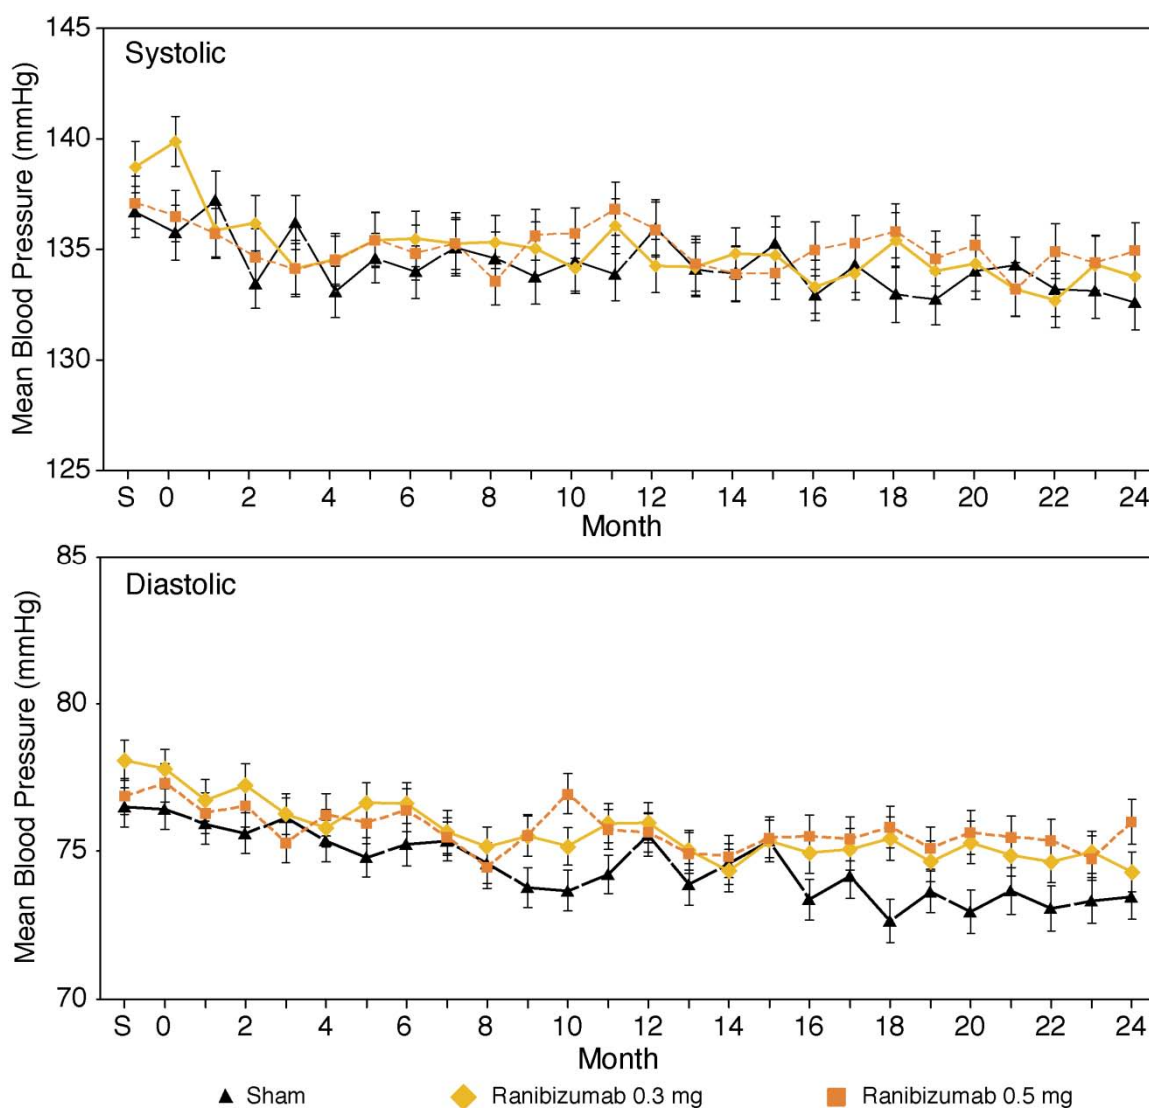 145
Systolic
140
135
130
125
Mean Blood Pressure (mmHg)
S 0 2 4 6 8 10 12 14 16 18 20 22 24
Month
85
Diastolic
80
75
70
Mean Blood Pressure (mmHg)
S 0 2 4 6 8 10 12 14 16 18 20 22 24
Month
Sham Ranibizumab 0.3 mg Ranibizumab 0.5 mg